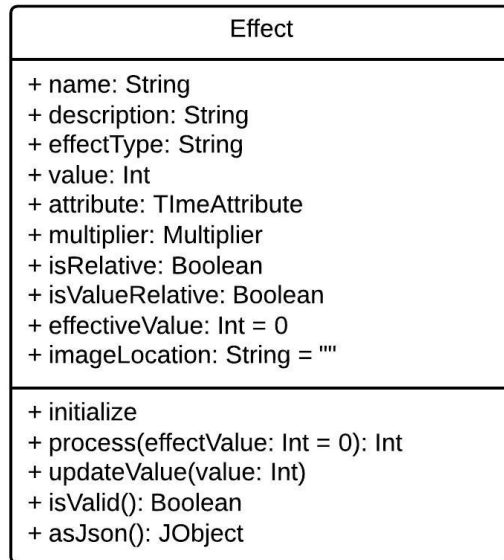 Effect
+ name: String
+ description: String
+ effectType: String
+ value: Int
+ attribute: TImeAttribute
+ multiplier: Multiplier
+ isRelative: Boolean
+ isValueRelative: Boolean
+ effectiveValue: Int = 0
+ imageLocation: String = ""
+ initialize
+ process(effectValue: Int = 0): Int
+ updateValue(value: Int)
+ isValid(): Boolean
+ asJson(): JObject